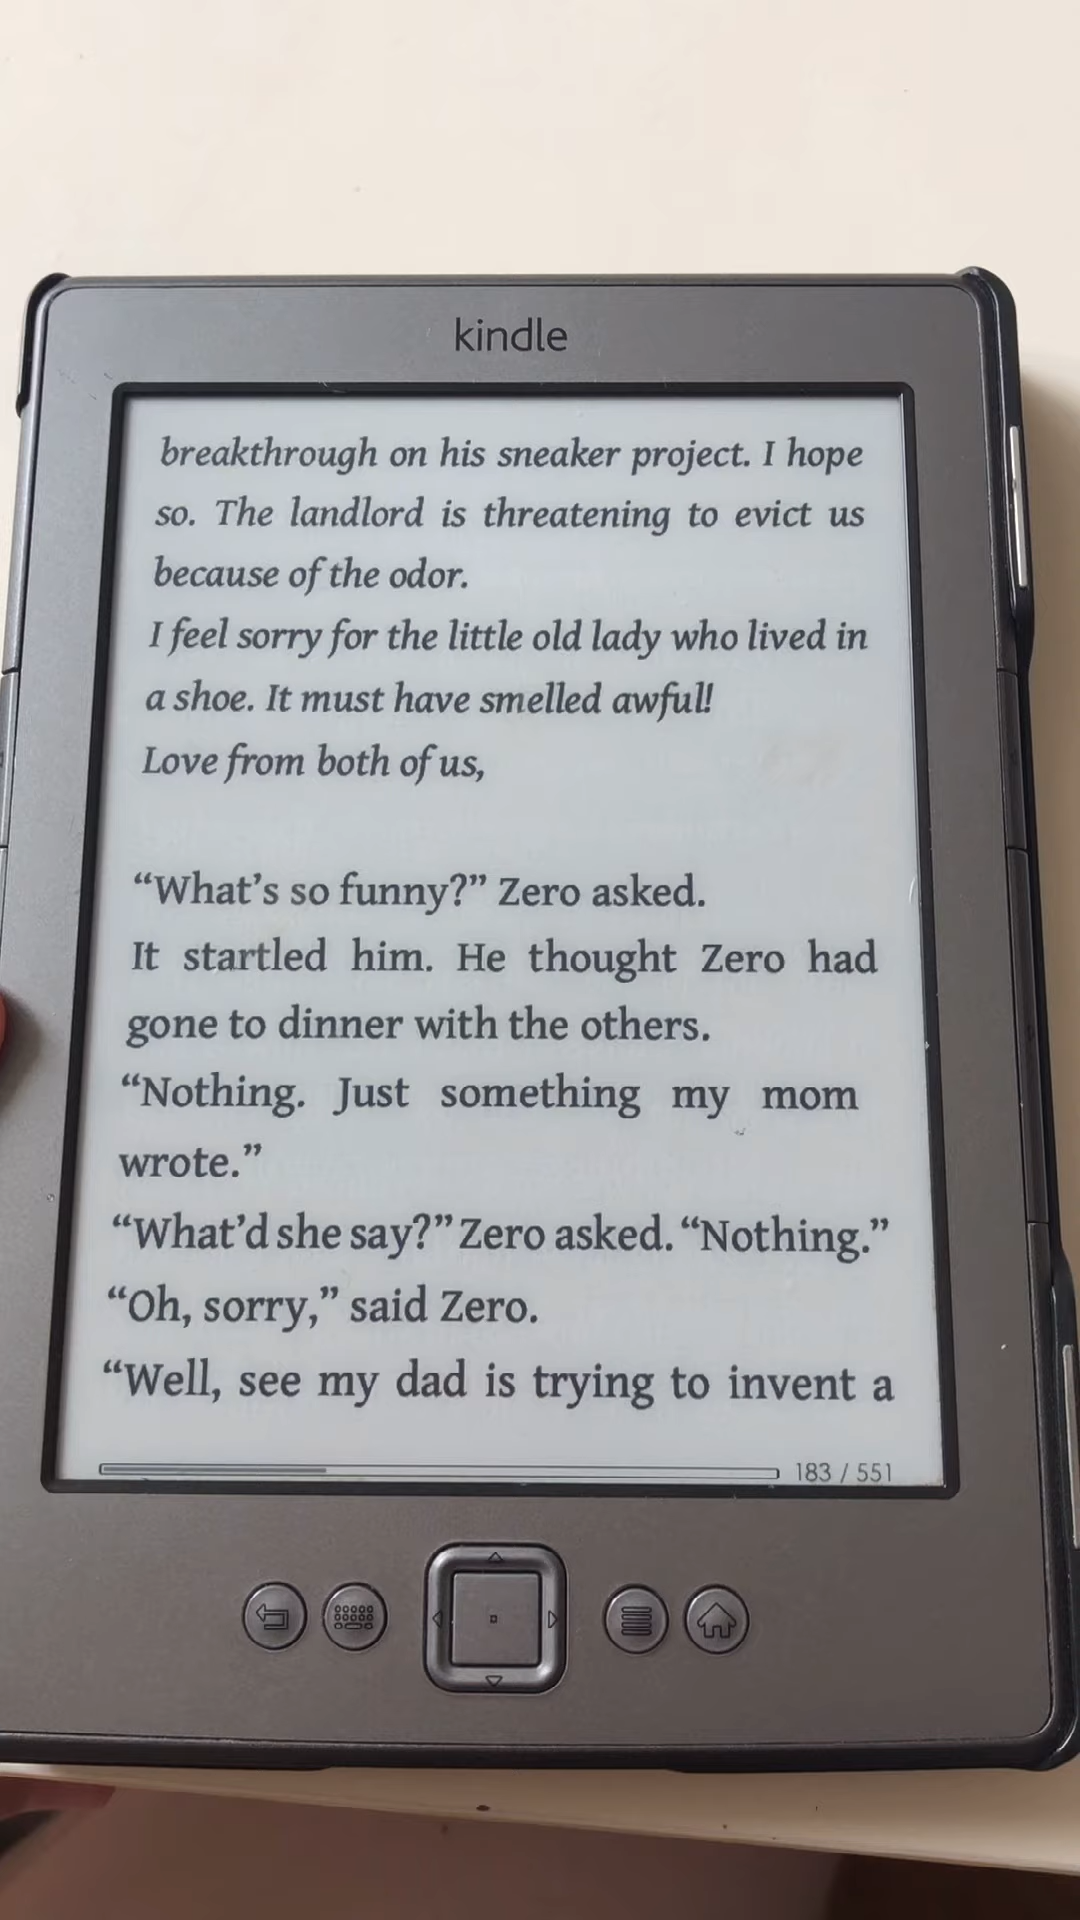 kindle
breakthrough on his sneaker project. I hope
so. The landlord is threatening to evict us
because of the odor.
I feel sorry for the little old lady who lived in
a shoe. It must have smelled awful!
Love from both of us,
“What’s so funny?” Zero asked.
It startled him. He thought Zero had
gone to dinner with the others.
“Nothing. Just something my mom
wrote.”
“What’d she say?” Zero asked. “Nothing.”
“Oh, sorry,” said Zero.
“Well, see my dad is trying to invent a
183 / 551